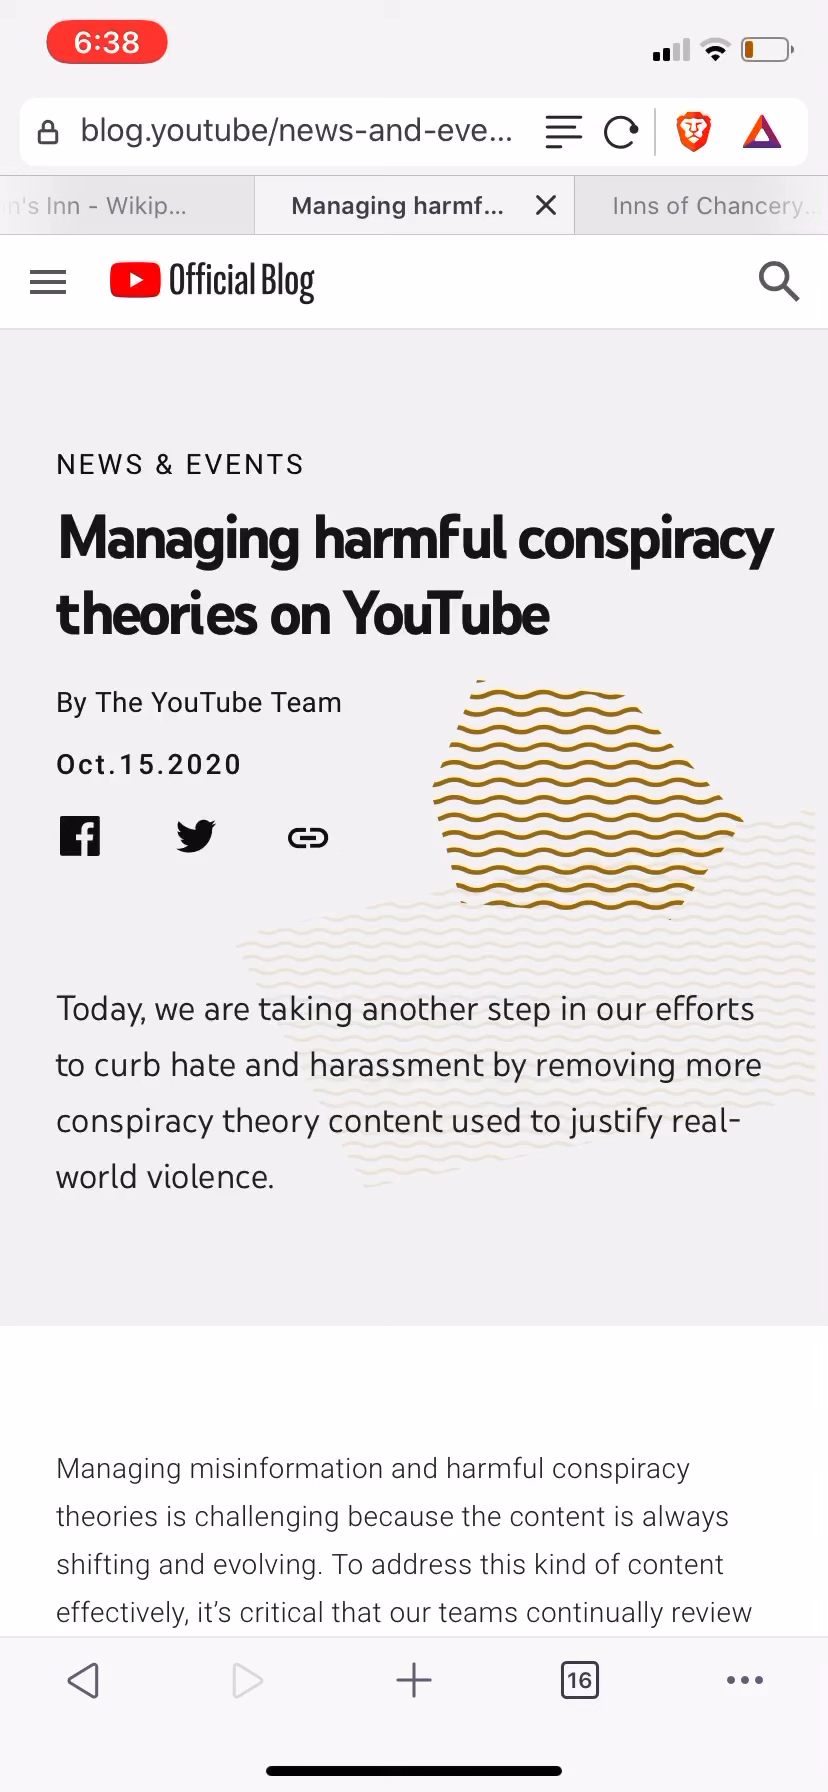 6:38
blog.youtube/news-and-eve...
n's Inn - Wikip...
Managing harmf...
Inns of Chancery...
Official Blog
NEWS & EVENTS
Managing harmful conspiracy
theories on YouTube
By The YouTube Team
Oct.15.2020
Today, we are taking another step in our efforts
to curb hate and harassment by removing more
conspiracy theory content used to justify real-
world violence.
Managing misinformation and harmful conspiracy
theories is challenging because the content is always
shifting and evolving. To address this kind of content
effectively, it's critical that our teams continually review
16